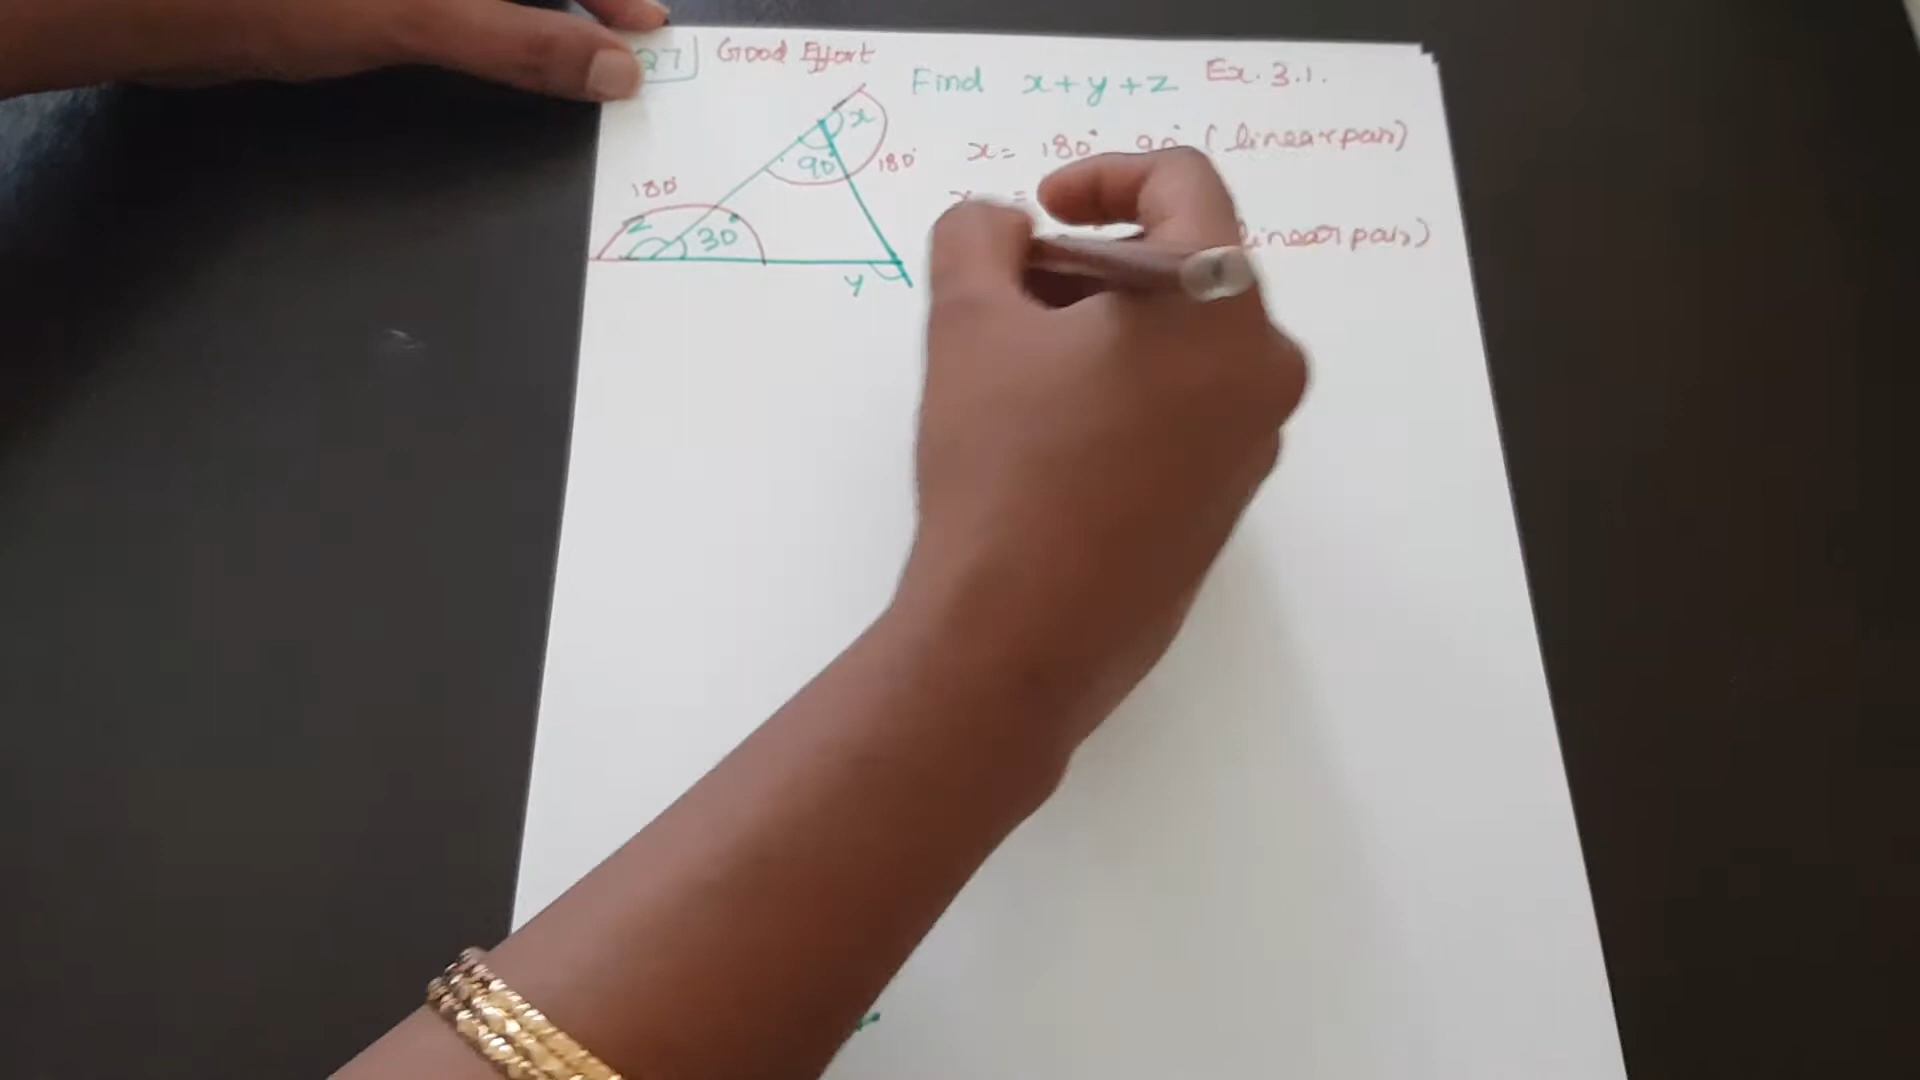 27 Good Effort
Find x + y + z Ex. 3.1.
x
90°
180°
x = 180° 90° (linear pair)
180°
z
30°
x =
linear pair)
y